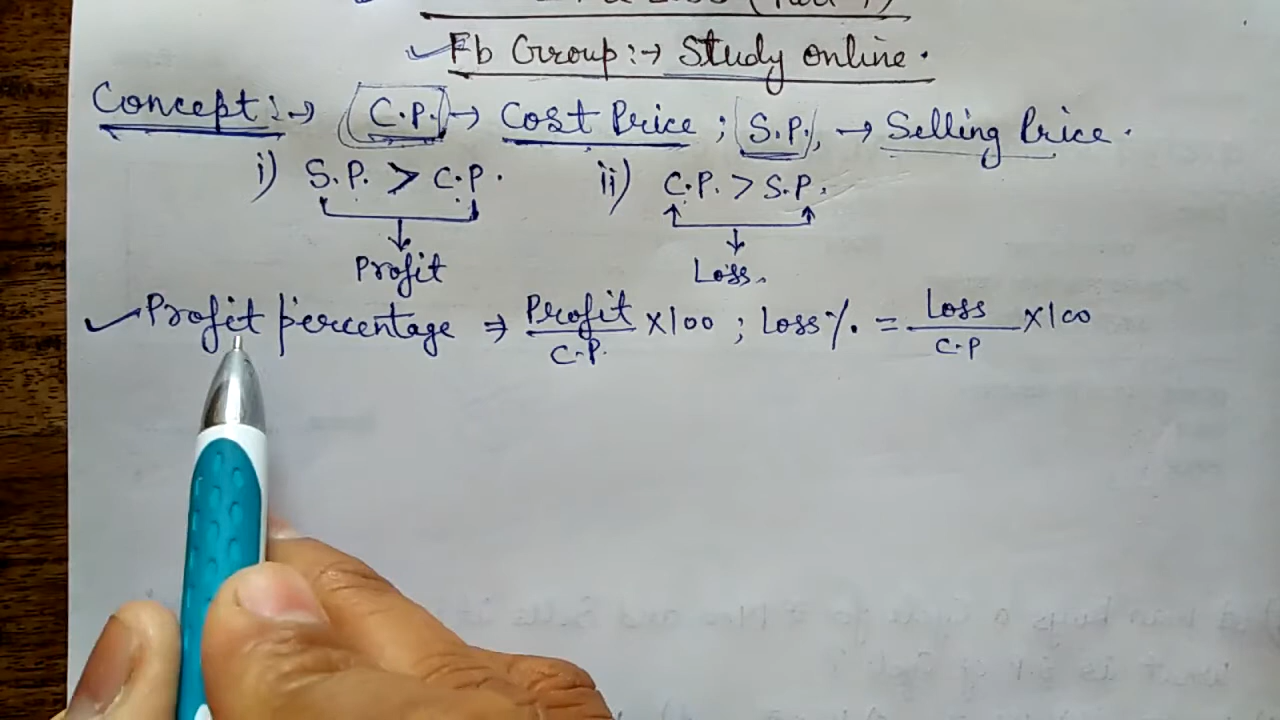 Fb Group:→ Study online.
Concept:→ C.P. → Cost Price ; S.P. → Selling Price.
i) S.P. > C.P. ii) C.P. > S.P.
Profit Loss.
Profit percentage ⇒ Profit/C.P. ×100 ; Loss % = Loss/C.P ×100